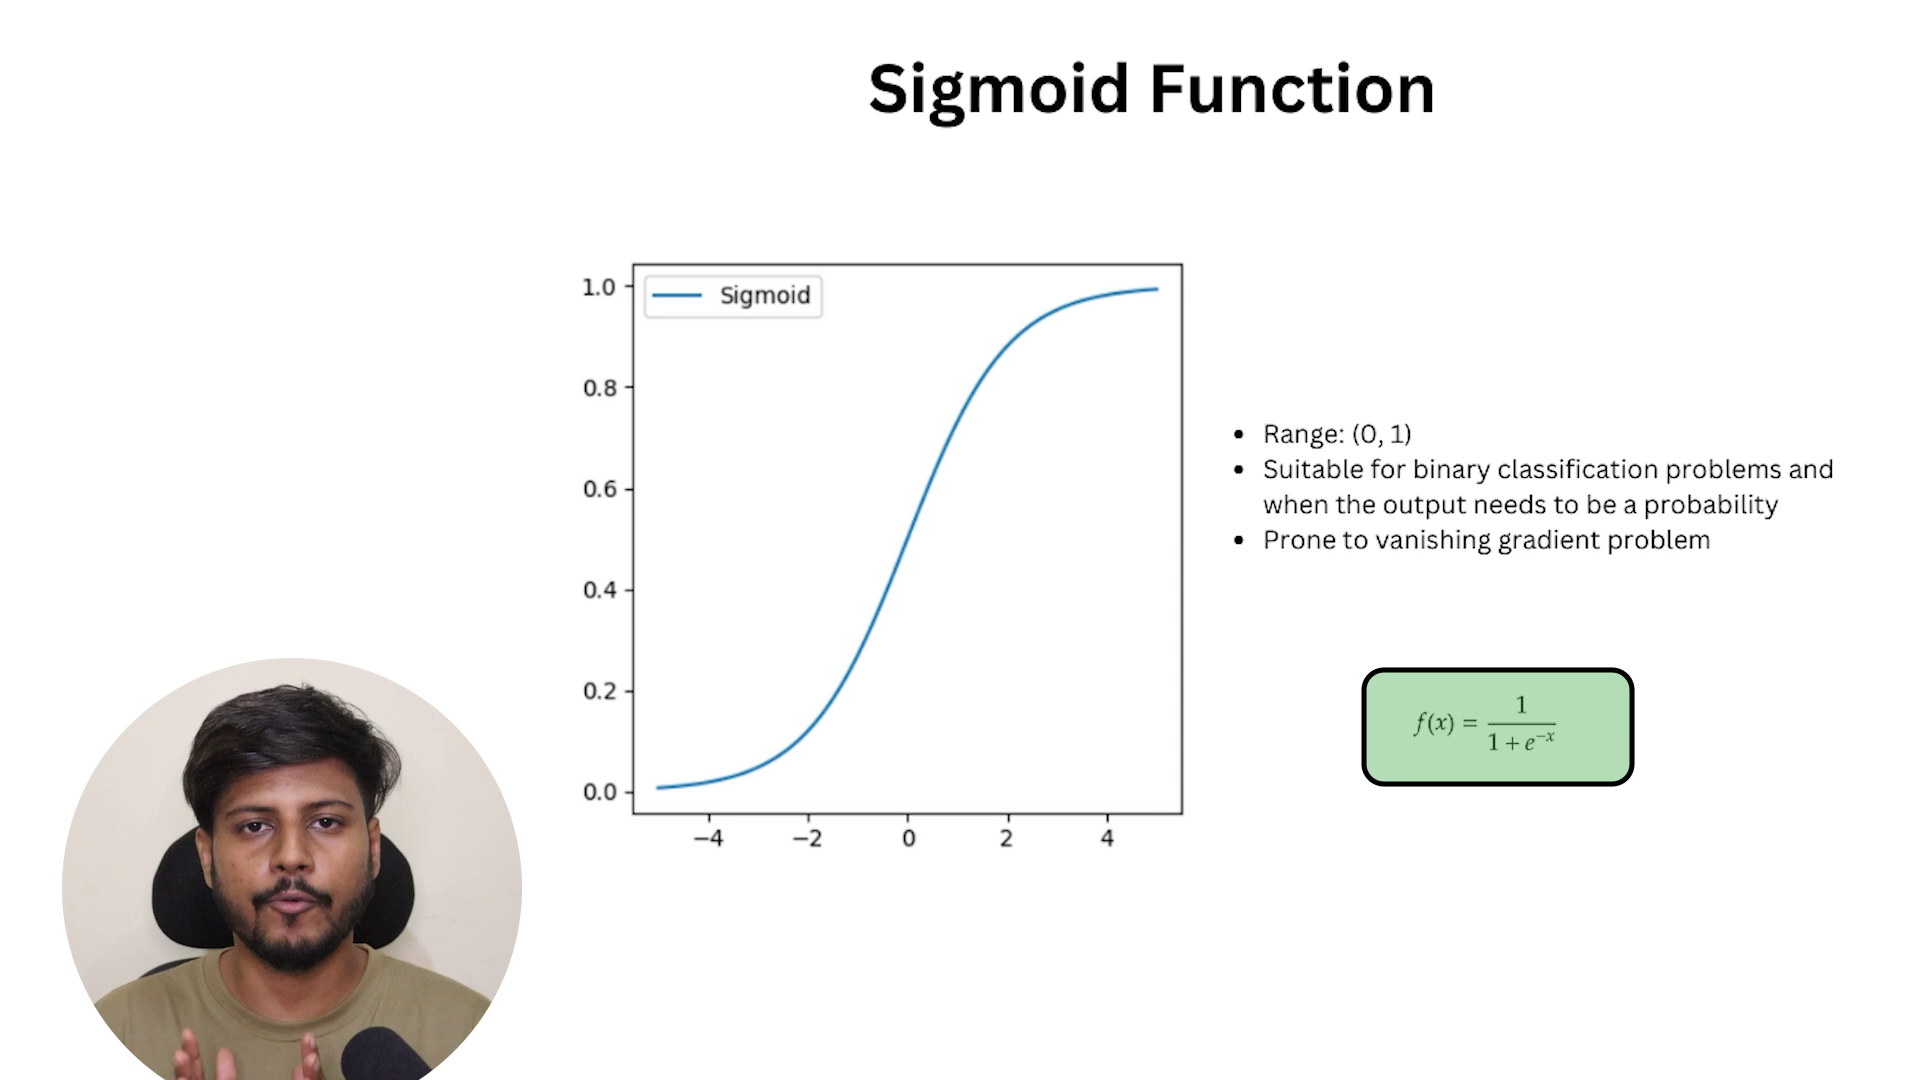 Sigmoid Function
1.0
Sigmoid
0.8
0.6
0.4
0.2
0.0
−4 −2 0 2 4
• Range: (0, 1)
• Suitable for binary classification problems and
when the output needs to be a probability
• Prone to vanishing gradient problem
f(x) = 1 / (1 + e^−x)